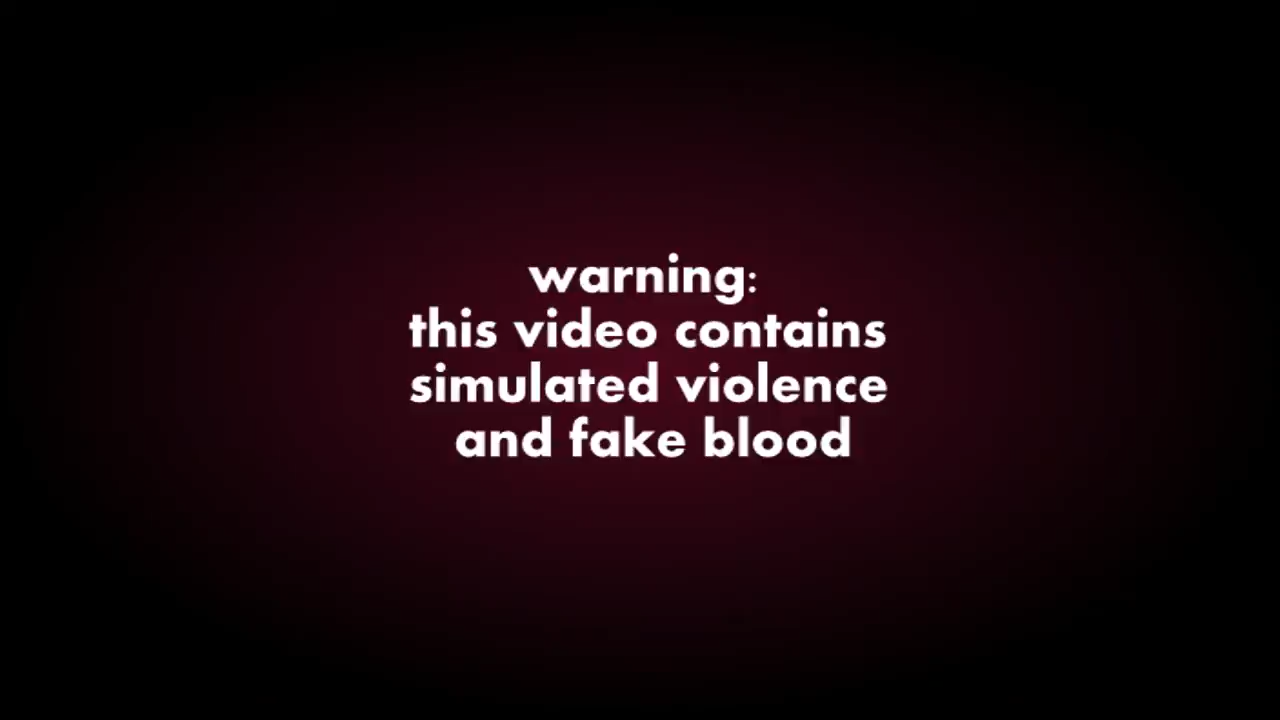 warning:
this video contains
simulated violence
and fake blood